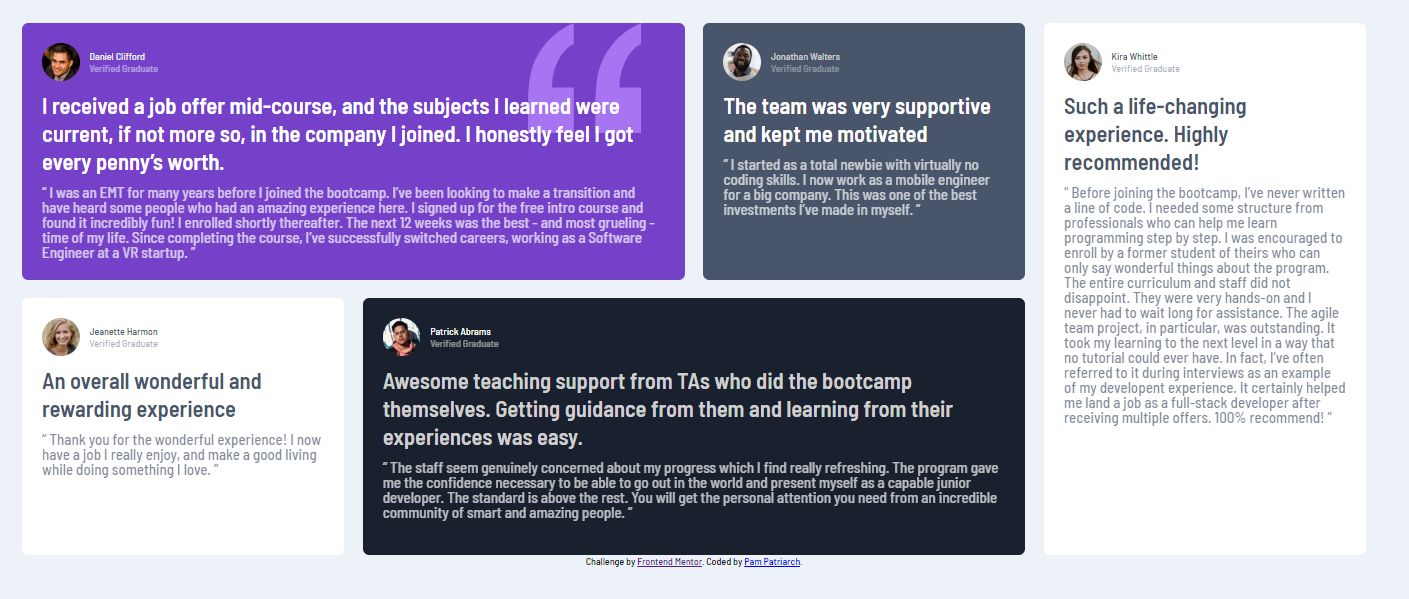 Daniel Clifford
Verified Graduate
I received a job offer mid-course, and the subjects I learned were
current, if not more so, in the company I joined. I honestly feel I got
every penny’s worth.
“ I was an EMT for many years before I joined the bootcamp. I’ve been looking to make a transition and
have heard some people who had an amazing experience here. I signed up for the free intro course and
found it incredibly fun! I enrolled shortly thereafter. The next 12 weeks was the best - and most grueling -
time of my life. Since completing the course, I’ve successfully switched careers, working as a Software
Engineer at a VR startup. ”
Jonathan Walters
Verified Graduate
The team was very supportive
and kept me motivated
“ I started as a total newbie with virtually no
coding skills. I now work as a mobile engineer
for a big company. This was one of the best
investments I’ve made in myself. ”
Kira Whittle
Verified Graduate
Such a life-changing
experience. Highly
recommended!
“ Before joining the bootcamp, I’ve never written
a line of code. I needed some structure from
professionals who can help me learn
programming step by step. I was encouraged to
enroll by a former student of theirs who can
only say wonderful things about the program.
The entire curriculum and staff did not
disappoint. They were very hands-on and I
never had to wait long for assistance. The agile
team project, in particular, was outstanding. It
took my learning to the next level in a way that
no tutorial could ever have. In fact, I’ve often
referred to it during interviews as an example
of my developent experience. It certainly helped
me land a job as a full-stack developer after
receiving multiple offers. 100% recommend! ”
Jeanette Harmon
Verified Graduate
An overall wonderful and
rewarding experience
“ Thank you for the wonderful experience! I now
have a job I really enjoy, and make a good living
while doing something I love. ”
Patrick Abrams
Verified Graduate
Awesome teaching support from TAs who did the bootcamp
themselves. Getting guidance from them and learning from their
experiences was easy.
“ The staff seem genuinely concerned about my progress which I find really refreshing. The program gave
me the confidence necessary to be able to go out in the world and present myself as a capable junior
developer. The standard is above the rest. You will get the personal attention you need from an incredible
community of smart and amazing people. ”
Challenge by Frontend Mentor. Coded by Pam Patriarch.